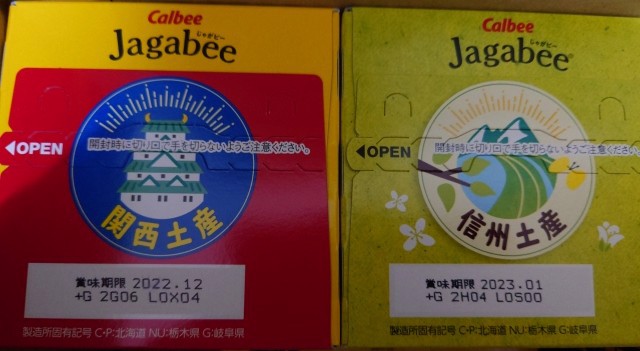 Calbee
Jagabee
じゃがビー
◀OPEN
開封時に切り口で手を切らないようご注意ください。
関西土産
賞味期限 2022.12
+G 2G06 LOX04
製造所固有記号 C・P:北海道 NU:栃木県 G:岐阜県
Calbee
Jagabee
じゃがビー
◀OPEN
開封時に切り口で手を切らないようご注意ください。
信州土産
賞味期限 2023.01
+G 2H04 LOS00
製造所固有記号 C・P:北海道 NU:栃木県 G:岐阜県